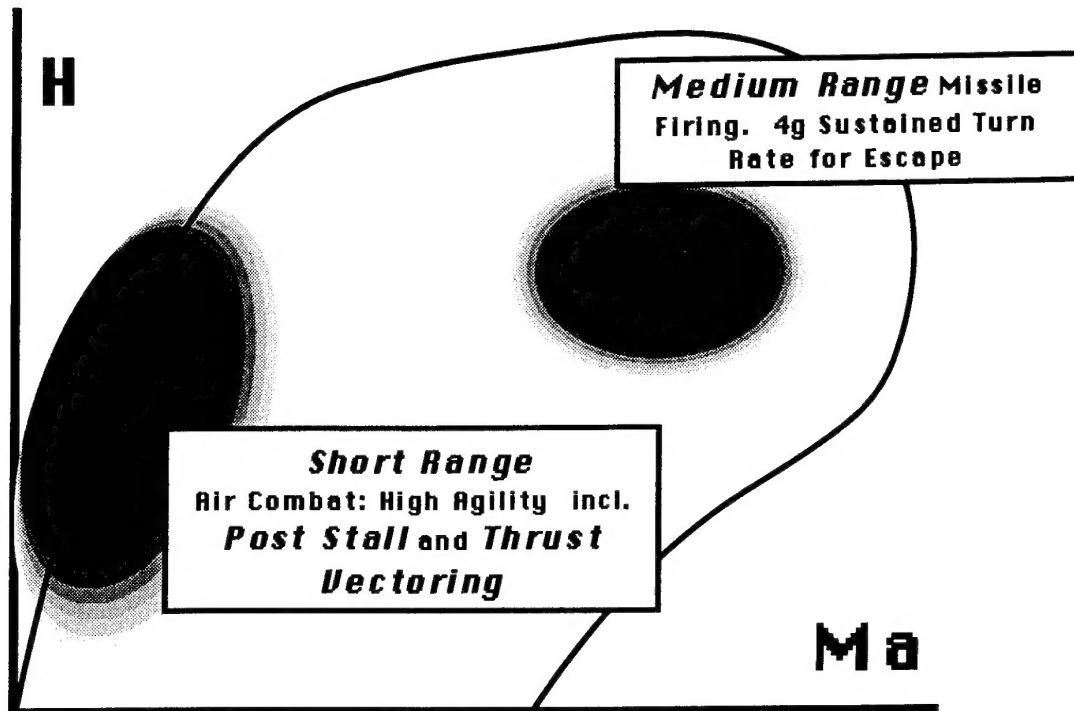 H
Medium Range Missile
Firing. 4g Sustained Turn
Rate for Escape
Short Range
Air Combat: High Agility incl.
Post Stall and Thrust
Vectoring
Ma